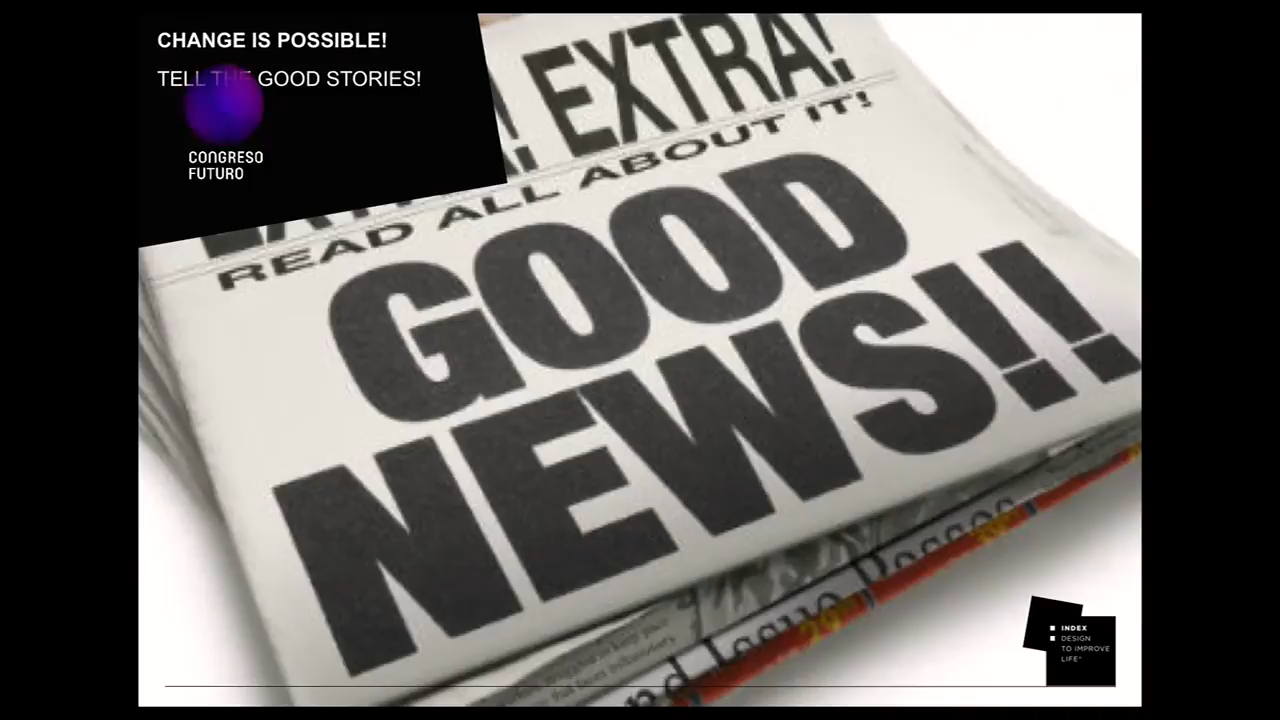 CHANGE IS POSSIBLE!
TELL THE GOOD STORIES!
CONGRESO
FUTURO
EXTRA!
READ ALL ABOUT IT!
GOOD
NEWS!!
INDEX
DESIGN
TO IMPROVE
LIFE